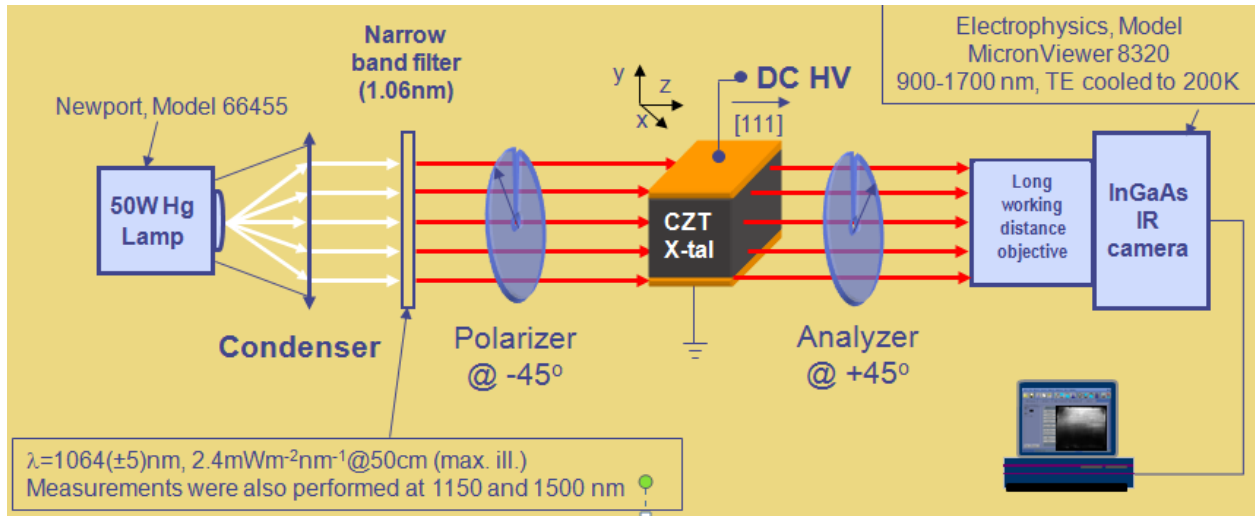 Newport, Model 66455
50W Hg
Lamp
Condenser
Narrow
band filter
(1.06nm)
Polarizer
@ -45°
y
z
x
DC HV
[111]
CZT
X-tal
Analyzer
@ +45°
Long
working
distance
objective
InGaAs
IR
camera
Electrophysics, Model
MicronViewer 8320
900-1700 nm, TE cooled to 200K
λ=1064(±5)nm, 2.4mWm⁻²nm⁻¹@50cm (max. ill.)
Measurements were also performed at 1150 and 1500 nm